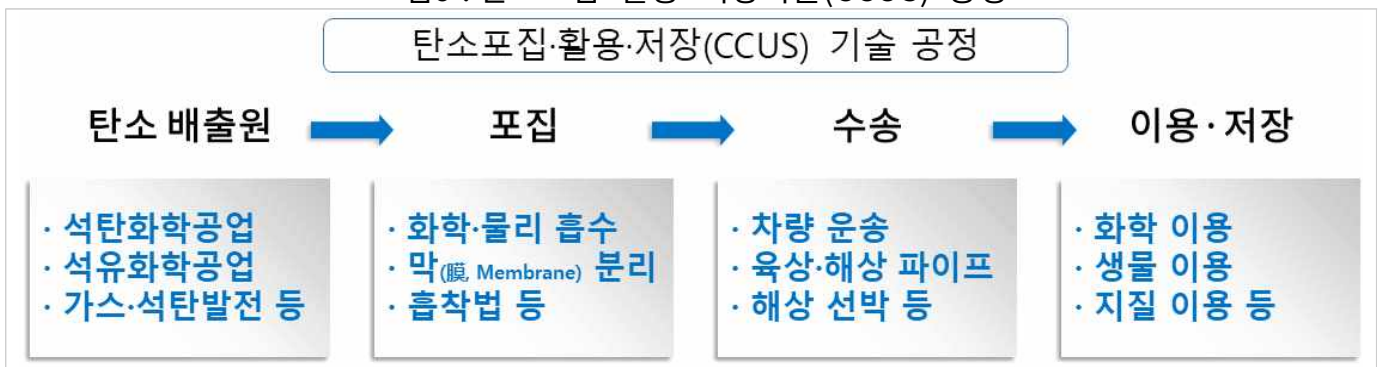 탄소포집·활용·저장(CCUS) 기술 공정
탄소 배출원
포집
수송
이용·저장
· 석탄화학공업
· 석유화학공업
· 가스·석탄발전 등
· 화학·물리 흡수
· 막(膜, Membrane) 분리
· 흡착법 등
· 차량 운송
· 육상·해상 파이프
· 해상 선박 등
· 화학 이용
· 생물 이용
· 지질 이용 등